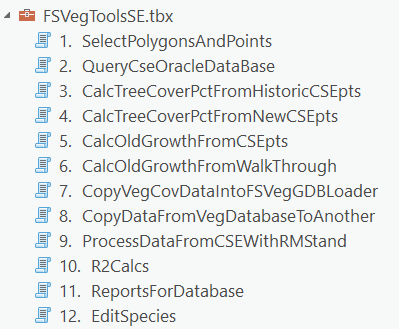 FSVegToolsSE.tbx
1. SelectPolygonsAndPoints
2. QueryCseOracleDataBase
3. CalcTreeCoverPctFromHistoricCSEpts
4. CalcTreeCoverPctFromNewCSEpts
5. CalcOldGrowthFromCSEpts
6. CalcOldGrowthFromWalkThrough
7. CopyVegCovDataIntoFSVegGDBLoader
8. CopyDataFromVegDatabaseToAnother
9. ProcessDataFromCSEWithRMStand
10. R2Calcs
11. ReportsForDatabase
12. EditSpecies